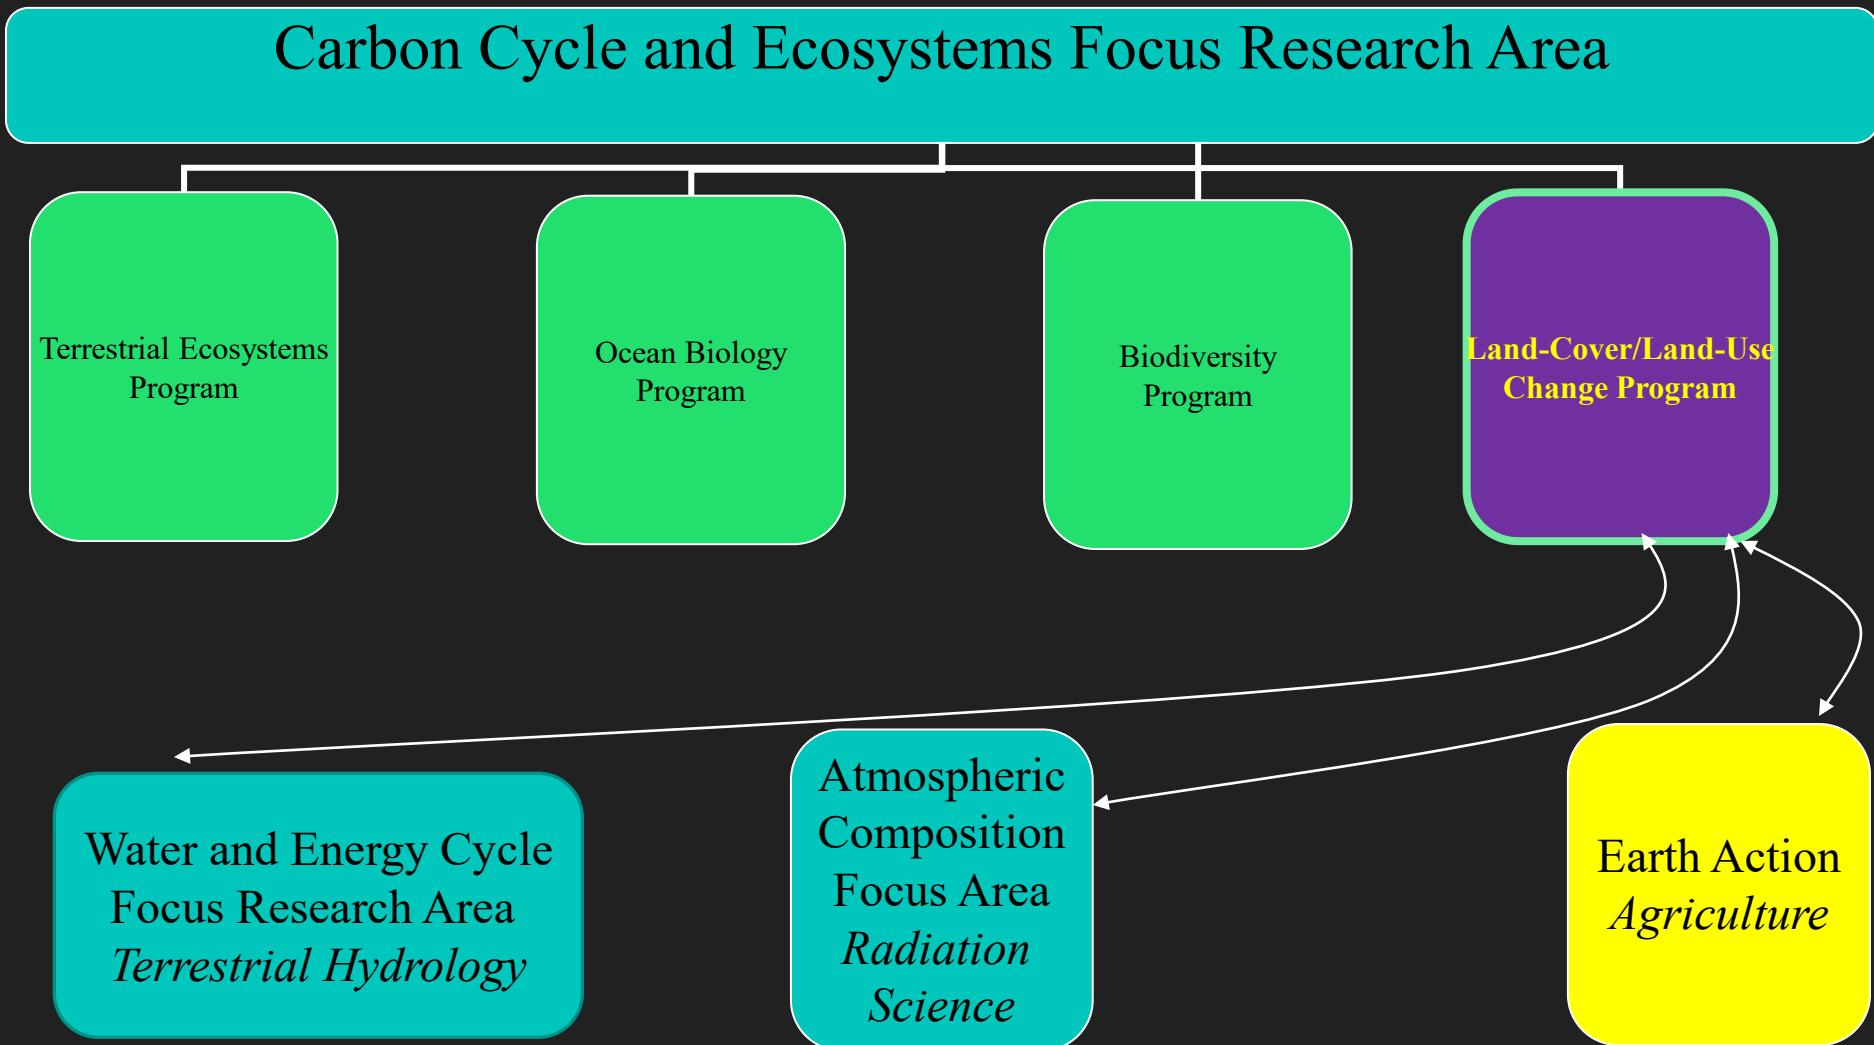 Carbon Cycle and Ecosystems Focus Research Area
Terrestrial Ecosystems
Program
Ocean Biology
Program
Biodiversity
Program
Land-Cover/Land-Use
Change Program
Water and Energy Cycle
Focus Research Area
Terrestrial Hydrology
Atmospheric
Composition
Focus Area
Radiation
Science
Earth Action
Agriculture